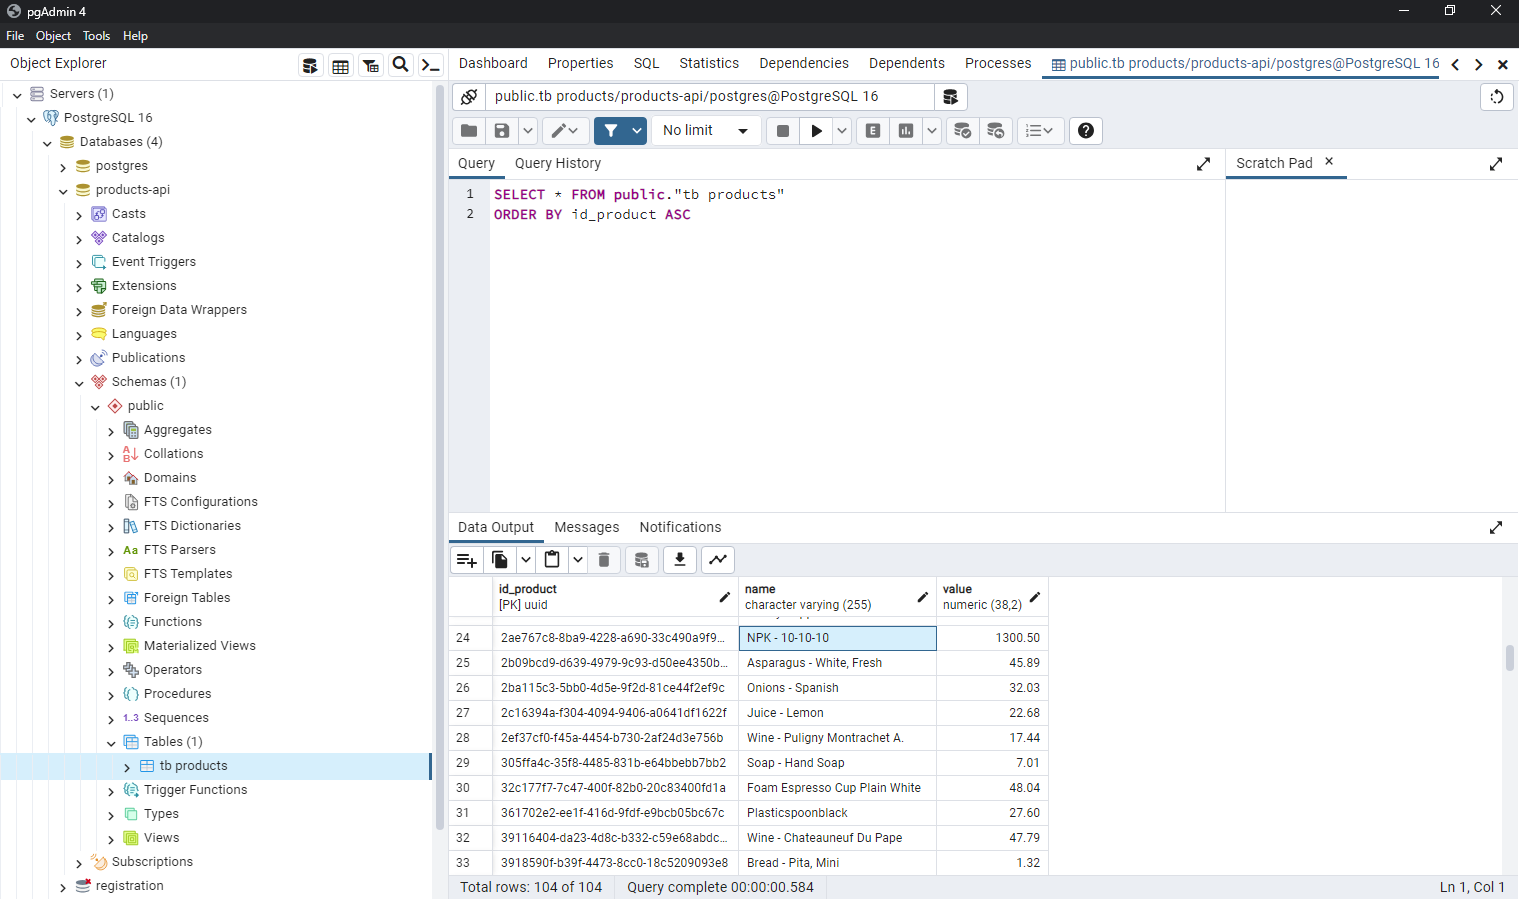 pgAdmin 4
File Object Tools Help
Object Explorer
Dashboard Properties SQL Statistics Dependencies Dependents Processes public.tb products/products-api/postgres@PostgreSQL 16
Servers (1)
PostgreSQL 16
Databases (4)
postgres
products-api
Casts
Catalogs
Event Triggers
Extensions
Foreign Data Wrappers
Languages
Publications
Schemas (1)
public
Aggregates
Collations
Domains
FTS Configurations
FTS Dictionaries
Aa FTS Parsers
FTS Templates
Foreign Tables
Functions
Materialized Views
Operators
Procedures
1..3 Sequences
Tables (1)
tb products
Trigger Functions
Types
Views
Subscriptions
registration
public.tb products/products-api/postgres@PostgreSQL 16
No limit
E
Query Query History
Scratch Pad
1 SELECT * FROM public."tb products"
2 ORDER BY id_product ASC
Data Output Messages Notifications
id_product name value
[PK] uuid character varying (255) numeric (38,2)
24 2ae767c8-8ba9-4228-a690-33c490a9f9... NPK - 10-10-10 1300.50
25 2b09bcd9-d639-4979-9c93-d50ee4350b... Asparagus - White, Fresh 45.89
26 2ba115c3-5bb0-4d5e-9f2d-81ce44f2ef9c Onions - Spanish 32.03
27 2c16394a-f304-4094-9406-a0641df1622f Juice - Lemon 22.68
28 2ef37cf0-f45a-4454-b730-2af24d3e756b Wine - Puligny Montrachet A. 17.44
29 305ffa4c-35f8-4485-831b-e64bbebb7bb2 Soap - Hand Soap 7.01
30 32c177f7-7c47-400f-82b0-20c83400fd1a Foam Espresso Cup Plain White 48.04
31 361702e2-ee1f-416d-9fdf-e9bcb05bc67c Plasticspoonblack 27.60
32 39116404-da23-4d8c-b332-c59e68abdc... Wine - Chateauneuf Du Pape 47.79
33 3918590f-b39f-4473-8cc0-18c5209093e8 Bread - Pita, Mini 1.32
Total rows: 104 of 104 Query complete 00:00:00.584
Ln 1, Col 1